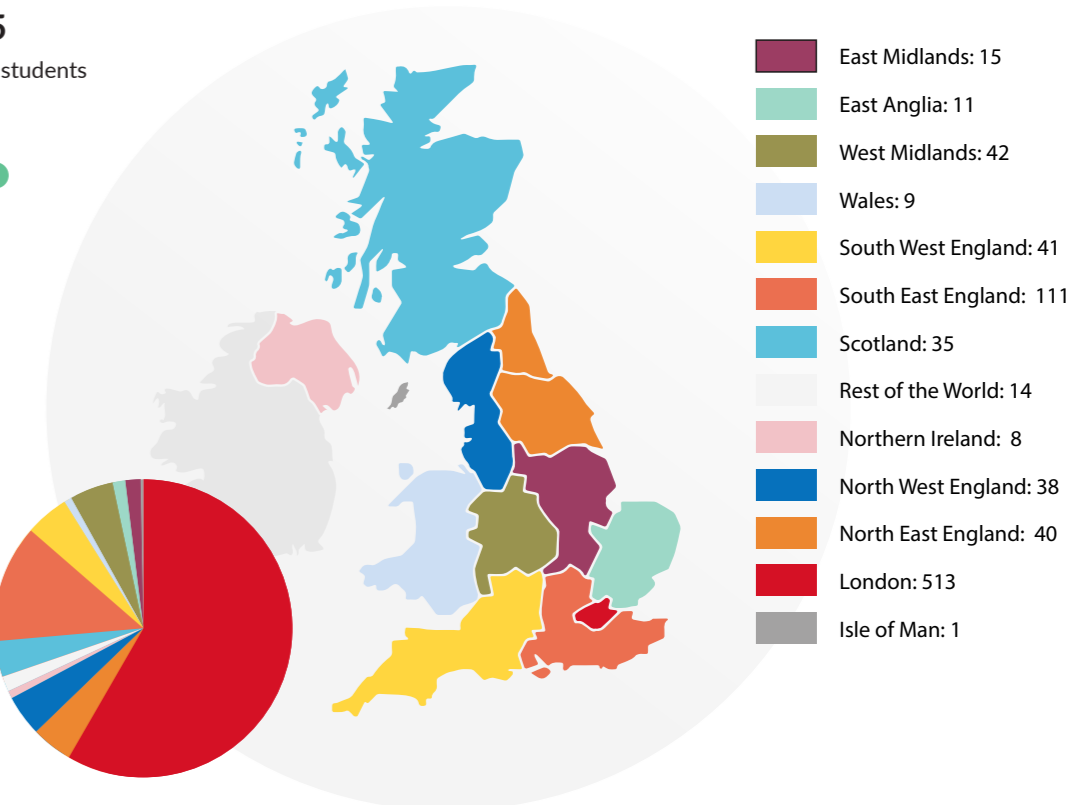 5
students
East Midlands: 15
East Anglia: 11
West Midlands: 42
Wales: 9
South West England: 41
South East England: 111
Scotland: 35
Rest of the World: 14
Northern Ireland: 8
North West England: 38
North East England: 40
London: 513
Isle of Man: 1